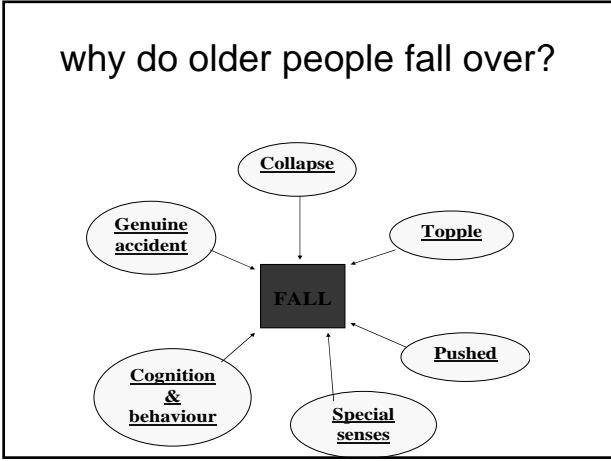 why do older people fall over?
Collapse
Genuine
accident
Topple
FALL
Pushed
Cognition
&
behaviour
Special
senses